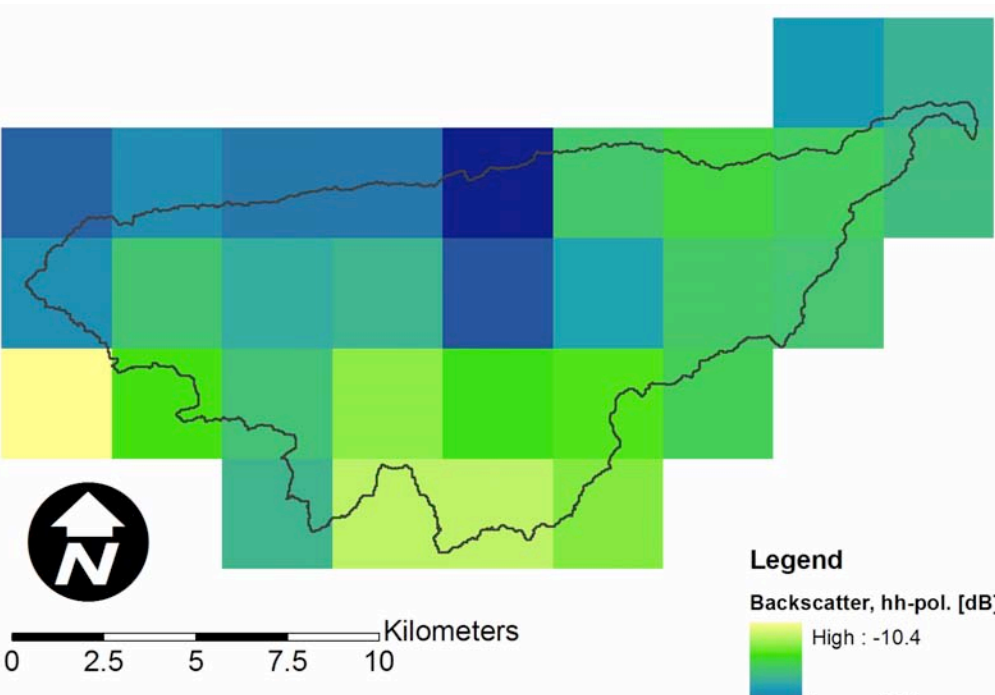 N
Kilometers
0 2.5 5 7.5 10
Legend
Backscatter, hh-pol. [dB]
High : -10.4